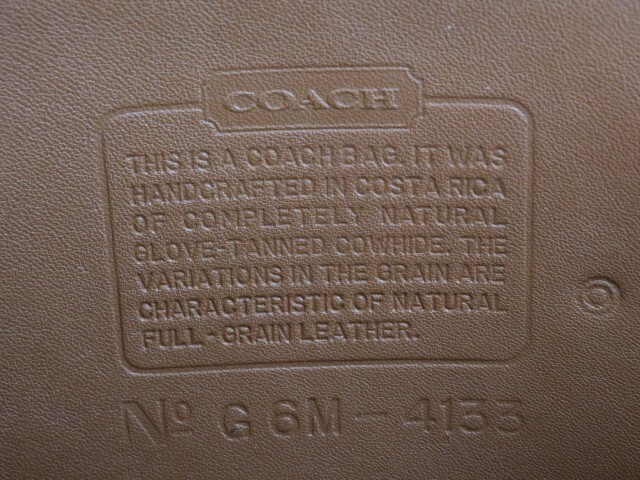 COACH
THIS IS A COACH BAG. IT WAS
HANDCRAFTED IN COSTA RICA
OF COMPLETELY NATURAL
GLOVE-TANNED COWHIDE. THE
VARIATIONS IN THE GRAIN ARE
CHARACTERISTIC OF NATURAL
FULL-GRAIN LEATHER.
Nº G6M-4133